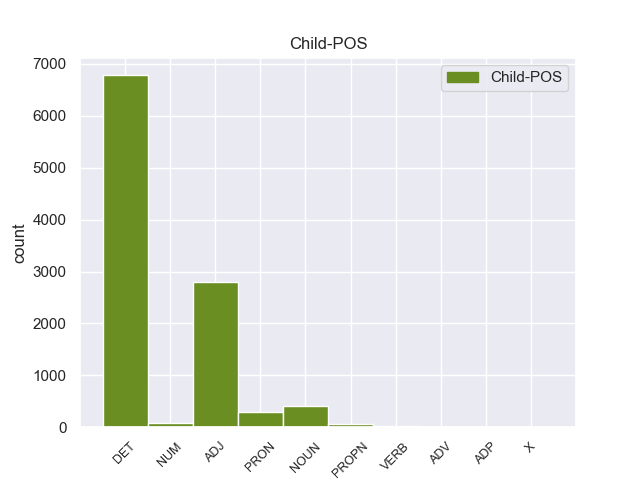 Child-POS
Child-POS
7000
6000
5000
4000
3000
2000
1000
0
count
DET NUM ADJ PRON NOUN PROPN VERB ADV ADP X